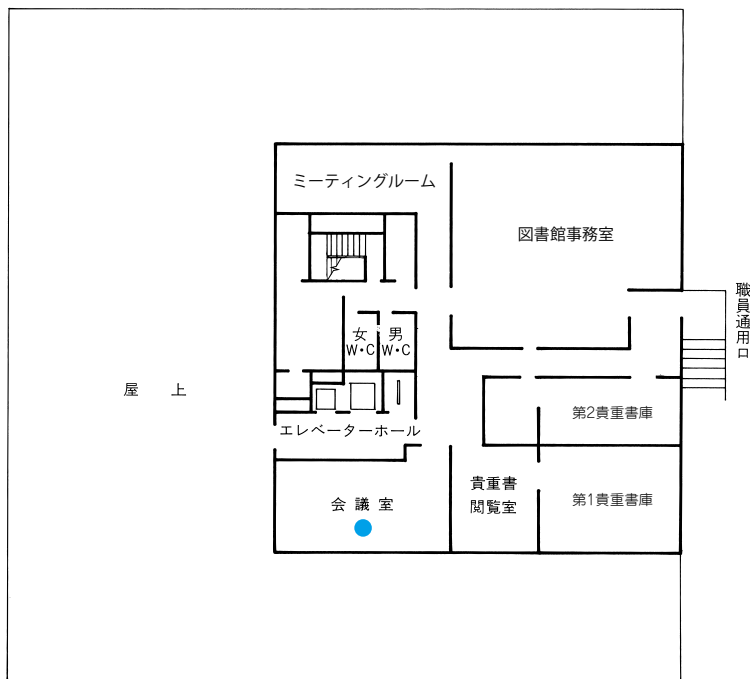 ミーティングルーム
図書館事務室
職員通用口
女
W・C
男
W・C
屋 上
エレベーターホール
第2貴重書庫
貴重書
閲覧室
第1貴重書庫
会 議 室